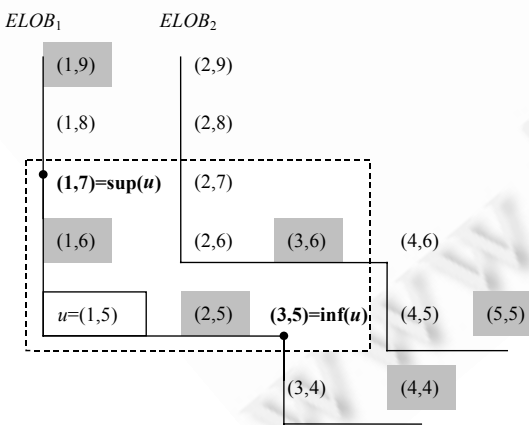 ELOB₁ ELOB₂
(1,9) (2,9)
(1,8) (2,8)
(1,7)=sup(u) (2,7)
(1,6) (2,6) (3,6) (4,6)
u=(1,5) (2,5) (3,5)=inf(u) (4,5) (5,5)
(3,4) (4,4)